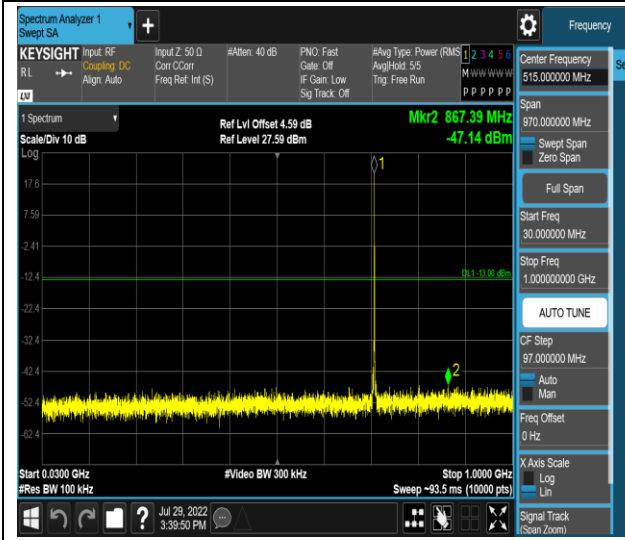 Spectrum Analyzer 1
Swept SA
+
Frequency
KEYSIGHT
RL
LXI
Input: RF
Coupling: DC
Align: Auto
Input Z: 50 Ω
Corr CCorr
Freq Ref: Int (S)
#Atten: 40 dB
PNO: Fast
Gate: Off
IF Gain: Low
Sig Track: Off
#Avg Type: Power (RMS
Avg|Hold: 5/5
Trig: Free Run
1 2 3 4 5 6
M W W W W W
P P P P P P
1 Spectrum
Scale/Div 10 dB
Log
Ref Lvl Offset 4.59 dB
Ref Level 27.59 dBm
Mkr2 867.39 MHz
-47.14 dBm
1
17.6
7.59
-2.41
-12.4
DL1 -13.00 dBm
-22.4
-32.4
-42.4
2
-52.4
-62.4
Start 0.0300 GHz
#Res BW 100 kHz
#Video BW 300 kHz
Stop 1.0000 GHz
Sweep ~93.5 ms (10000 pts)
Jul 29, 2022
3:39:50 PM
?
Center Frequency
515.000000 MHz
Se
Span
970.000000 MHz
Swept Span
Zero Span
Full Span
Start Freq
30.000000 MHz
Stop Freq
1.000000000 GHz
AUTO TUNE
CF Step
97.000000 MHz
Auto
Man
Freq Offset
0 Hz
X Axis Scale
Log
Lin
Signal Track
(Span Zoom)